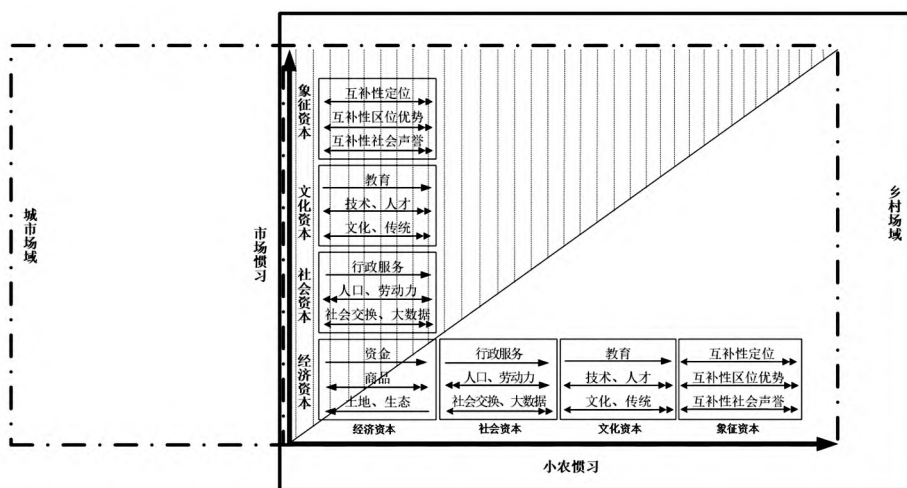 城市场域
市场惯习
象征资本
互补性定位
互补性区位优势
互补性社会声誉
文化资本
教育
技术、人才
文化、传统
社会资本
行政服务
人口、劳动力
社会交换、大数据
经济资本
资金
商品
土地、生态
行政服务
人口、劳动力
社会交换、大数据
教育
技术、人才
文化、传统
互补性定位
互补性区位优势
互补性社会声誉
经济资本
社会资本
文化资本
象征资本
小农惯习
乡村场域